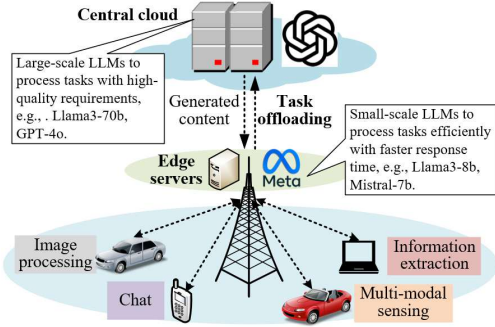 Central cloud
Large-scale LLMs to
process tasks with high-
quality requirements,
e.g., . Llama3-70b,
GPT-4o.
Generated
content
Task
offloading
Small-scale LLMs to
process tasks efficiently
with faster response
time, e.g., Llama3-8b,
Mistral-7b.
Edge
servers
Meta
Image
processing
Information
extraction
Chat
Multi-modal
sensing